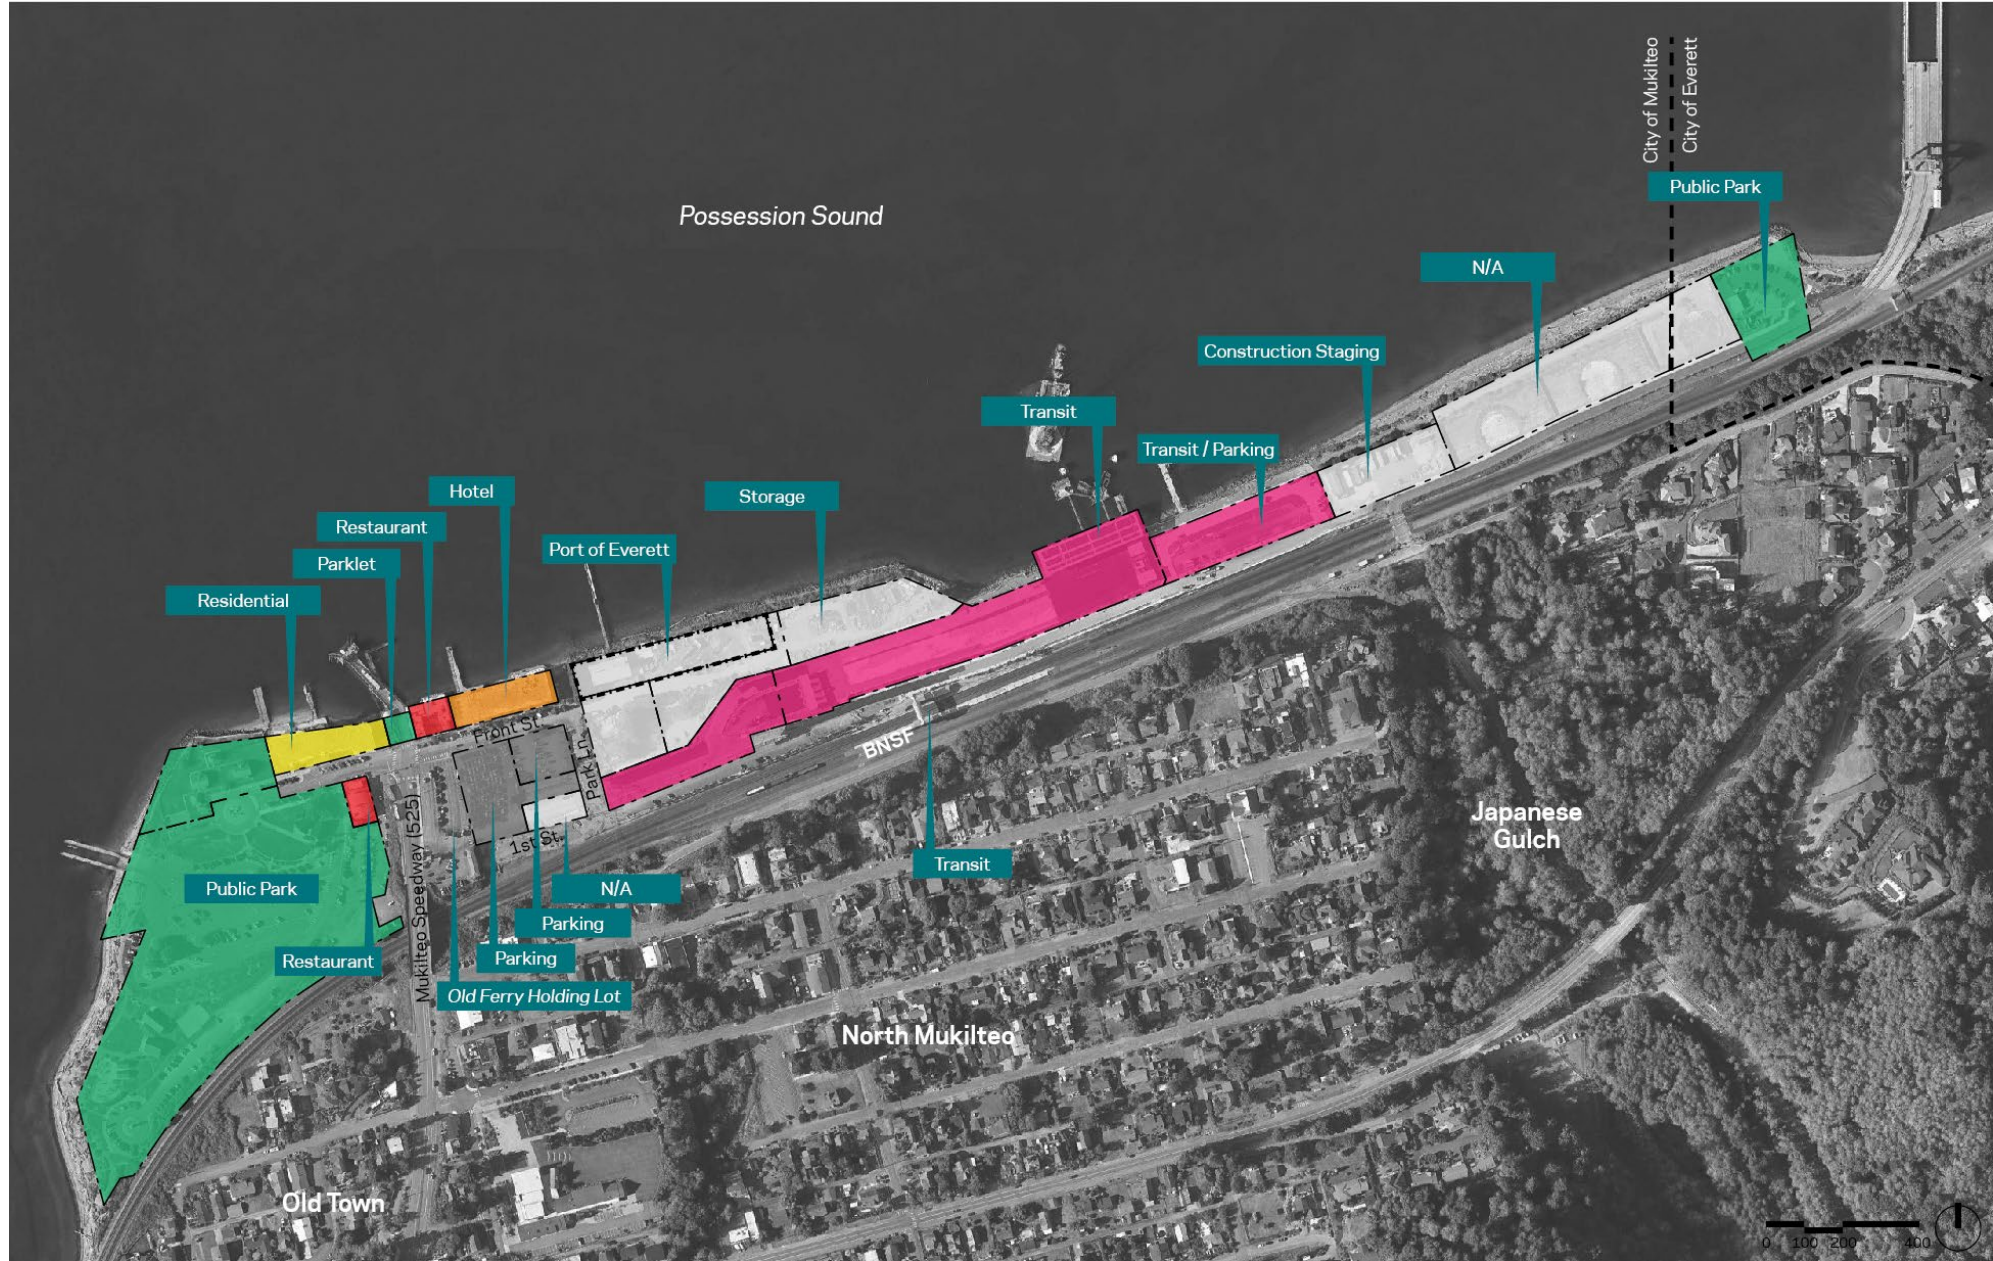 City of Mukilteo
City of Everett
Public Park
Possession Sound
N/A
Construction Staging
Transit
Transit / Parking
Hotel
Storage
Restaurant
Port of Everett
Parklet
Residential
Front St.
Park Ln.
BNSF
Mukilteo Speedway (525)
1st St.
Japanese
Gulch
Transit
Public Park
N/A
Parking
Restaurant
Parking
Old Ferry Holding Lot
North Mukilteo
Old Town
0 100 200 400